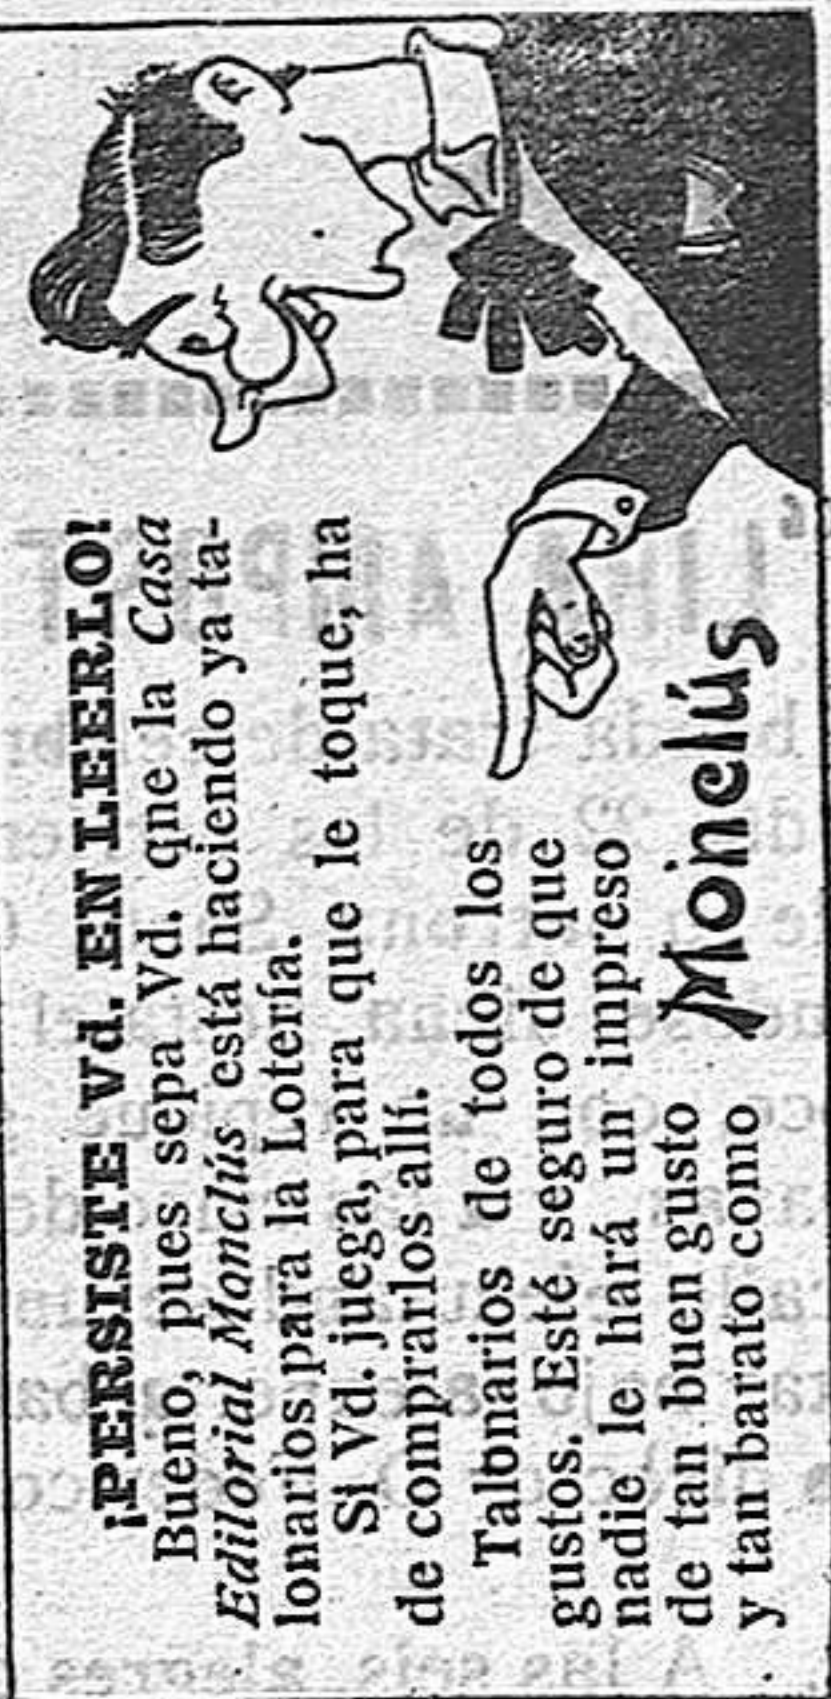 ¡PERSISTE Vd. EN LEERLO!
Bueno, pues sepa Vd. que la Casa
Edilorial Monclús está haciendo ya ta-
lonarios para la Lotería.
Si Vd. juega, para que le toque, ha
de comprarlos allí.
Talonarios de todos los
gustos. Esté seguro de que
nadie le hará un impreso
de tan buen gusto
y tan barato como
Monclús